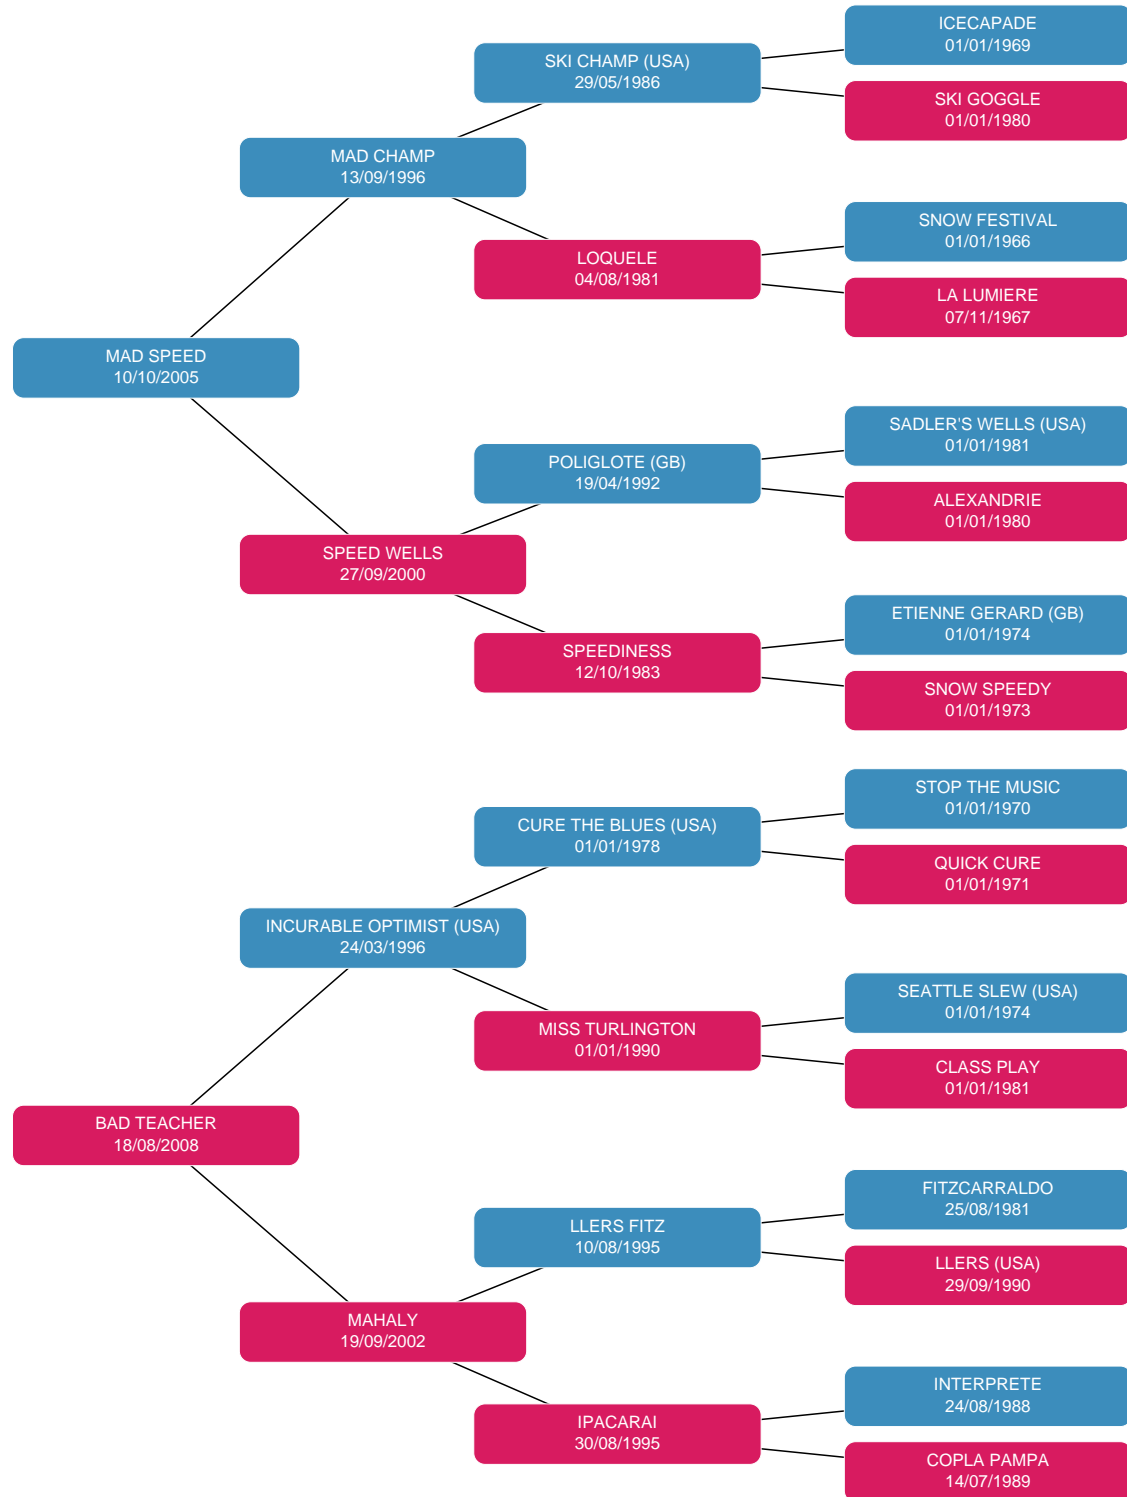 ICECAPADE
01/01/1969
SKI CHAMP (USA)
29/05/1986
SKI GOGGLE
01/01/1980
MAD CHAMP
13/09/1996
SNOW FESTIVAL
01/01/1966
LOQUELE
04/08/1981
LA LUMIERE
07/11/1967
MAD SPEED
10/10/2005
SADLER'S WELLS (USA)
01/01/1981
POLIGLOTE (GB)
19/04/1992
ALEXANDRIE
01/01/1980
SPEED WELLS
27/09/2000
ETIENNE GERARD (GB)
01/01/1974
SPEEDINESS
12/10/1983
SNOW SPEEDY
01/01/1973
STOP THE MUSIC
01/01/1970
CURE THE BLUES (USA)
01/01/1978
QUICK CURE
01/01/1971
INCURABLE OPTIMIST (USA)
24/03/1996
SEATTLE SLEW (USA)
01/01/1974
MISS TURLINGTON
01/01/1990
CLASS PLAY
01/01/1981
BAD TEACHER
18/08/2008
FITZCARRALDO
25/08/1981
LLERS FITZ
10/08/1995
LLERS (USA)
29/09/1990
MAHALY
19/09/2002
INTERPRETE
24/08/1988
IPACARAI
30/08/1995
COPLA PAMPA
14/07/1989